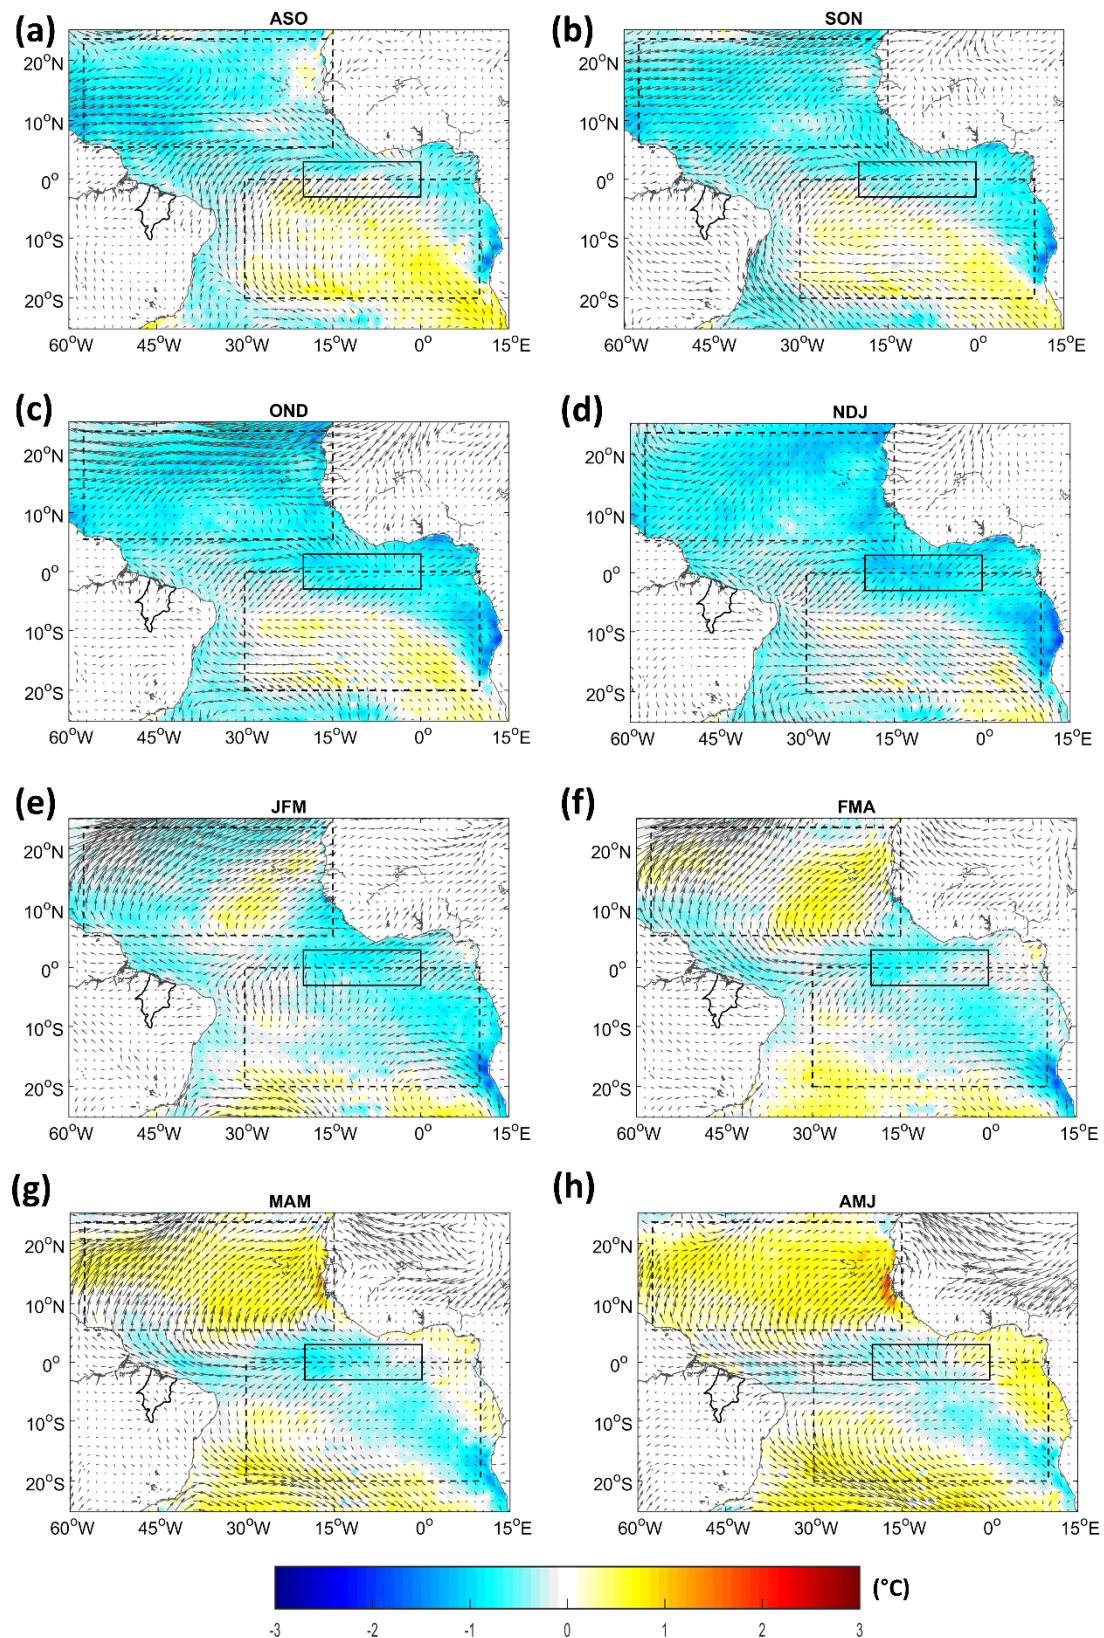 (a) ASO (b) SON
20°N 20°N
10°N 10°N
0° 0°
10°S 10°S
20°S 20°S
60°W 45°W 30°W 15°W 0° 15°E 60°W 45°W 30°W 15°W 0° 15°E
(c) OND (d) NDJ
20°N 20°N
10°N 10°N
0° 0°
10°S 10°S
20°S 20°S
60°W 45°W 30°W 15°W 0° 15°E 60°W 45°W 30°W 15°W 0° 15°E
(e) JFM (f) FMA
20°N 20°N
10°N 10°N
0° 0°
10°S 10°S
20°S 20°S
60°W 45°W 30°W 15°W 0° 15°E 60°W 45°W 30°W 15°W 0° 15°E
(g) MAM (h) AMJ
20°N 20°N
10°N 10°N
0° 0°
10°S 10°S
20°S 20°S
60°W 45°W 30°W 15°W 0° 15°E 60°W 45°W 30°W 15°W 0° 15°E
(°C)
-3 -2 -1 0 1 2 3